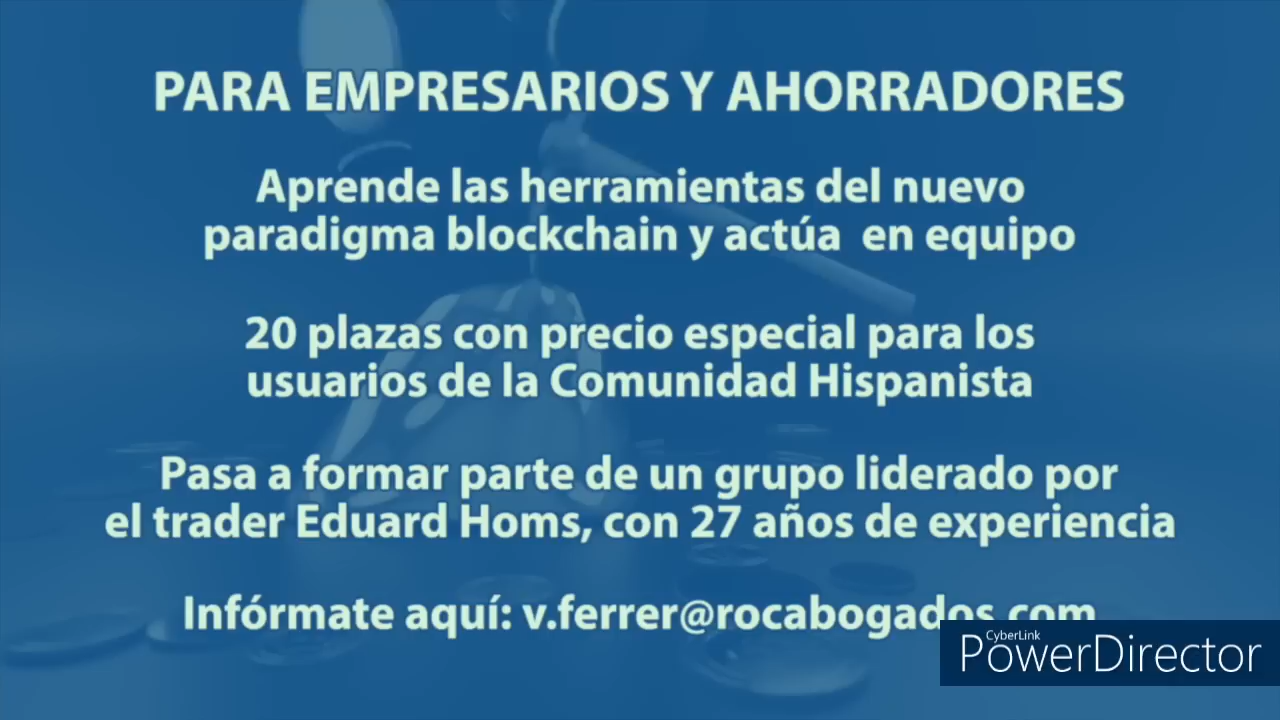 PARA EMPRESARIOS Y AHORRADORES
Aprende las herramientas del nuevo
paradigma blockchain y actúa en equipo
20 plazas con precio especial para los
usuarios de la Comunidad Hispanista
Pasa a formar parte de un grupo liderado por
el trader Eduard Homs, con 27 años de experiencia
Infórmate aquí: v.ferrer@rocabogados.com
CyberLink
PowerDirector